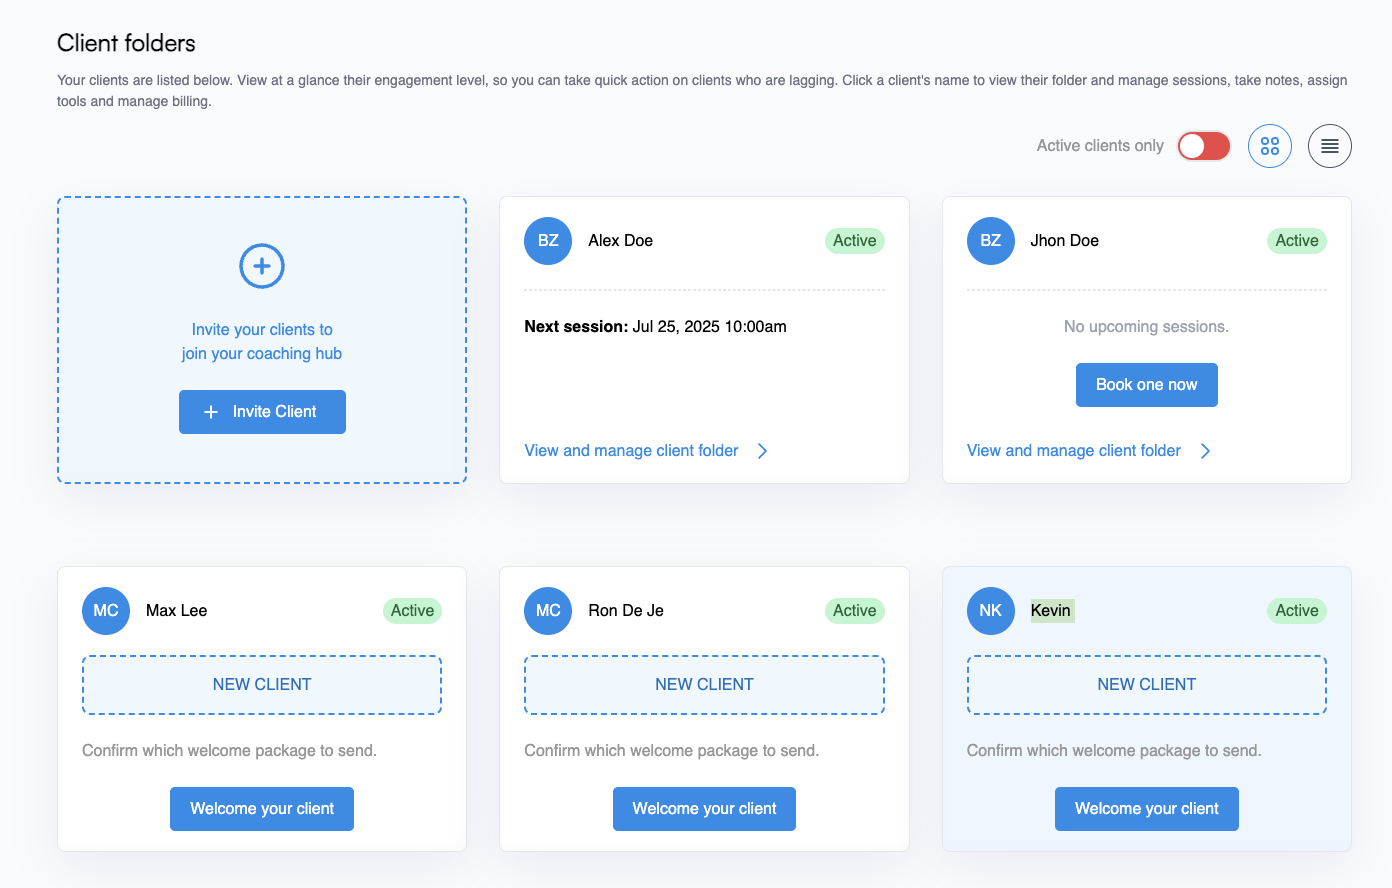 Client folders
Your clients are listed below. View at a glance their engagement level, so you can take quick action on clients who are lagging. Click a client's name to view their folder and manage sessions, take notes, assign
tools and manage billing.
Active clients only
Invite your clients to
join your coaching hub
+ Invite Client
BZ Alex Doe Active
Next session: Jul 25, 2025 10:00am
View and manage client folder
BZ Jhon Doe Active
No upcoming sessions.
Book one now
View and manage client folder
MC Max Lee Active
NEW CLIENT
Confirm which welcome package to send.
Welcome your client
MC Ron De Je Active
NEW CLIENT
Confirm which welcome package to send.
Welcome your client
NK Kevin Active
NEW CLIENT
Confirm which welcome package to send.
Welcome your client